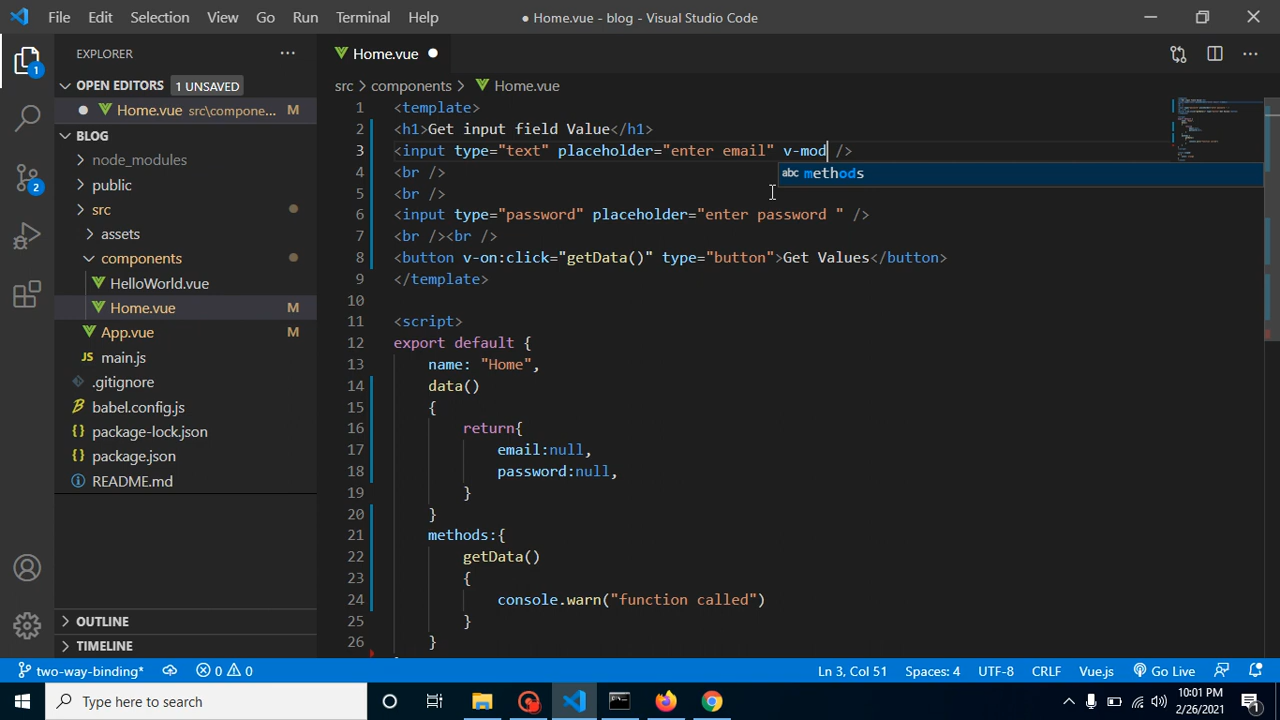 File Edit Selection View Go Run Terminal Help
● Home.vue - blog - Visual Studio Code
EXPLORER
OPEN EDITORS 1 UNSAVED
Home.vue src\compone... M
BLOG
node_modules
public
src
assets
components
HelloWorld.vue
Home.vue M
App.vue M
JS main.js
.gitignore
babel.config.js
{} package-lock.json
{} package.json
README.md
OUTLINE
TIMELINE
1
2
Home.vue ●
src > components > Home.vue
1 <template>
2 <h1>Get input field Value</h1>
3 <input type="text" placeholder="enter email" v-mod />
abc methods
4 <br />
5 <br />
6 <input type="password" placeholder="enter password " />
7 <br /><br />
8 <button v-on:click="getData()" type="button">Get Values</button>
9 </template>
10
11 <script>
12 export default {
13 name: "Home",
14 data()
15 {
16 return{
17 email:null,
18 password:null,
19 }
20 }
21 methods:{
22 getData()
23 {
24 console.warn("function called")
25 }
26 }
two-way-binding* 0 0 Ln 3, Col 51 Spaces: 4 UTF-8 CRLF Vue.js Go Live
Type here to search
10:01 PM
2/26/2021
1